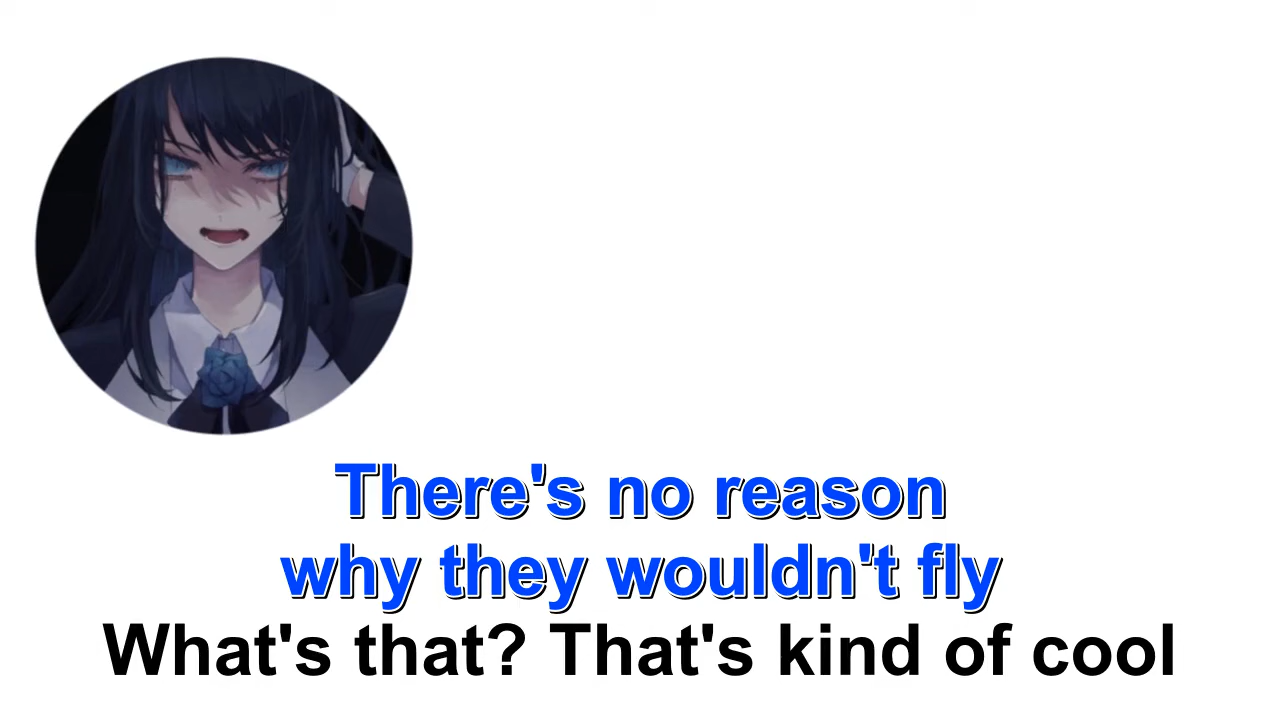 There's no reason
why they wouldn't fly
What's that? That's kind of cool